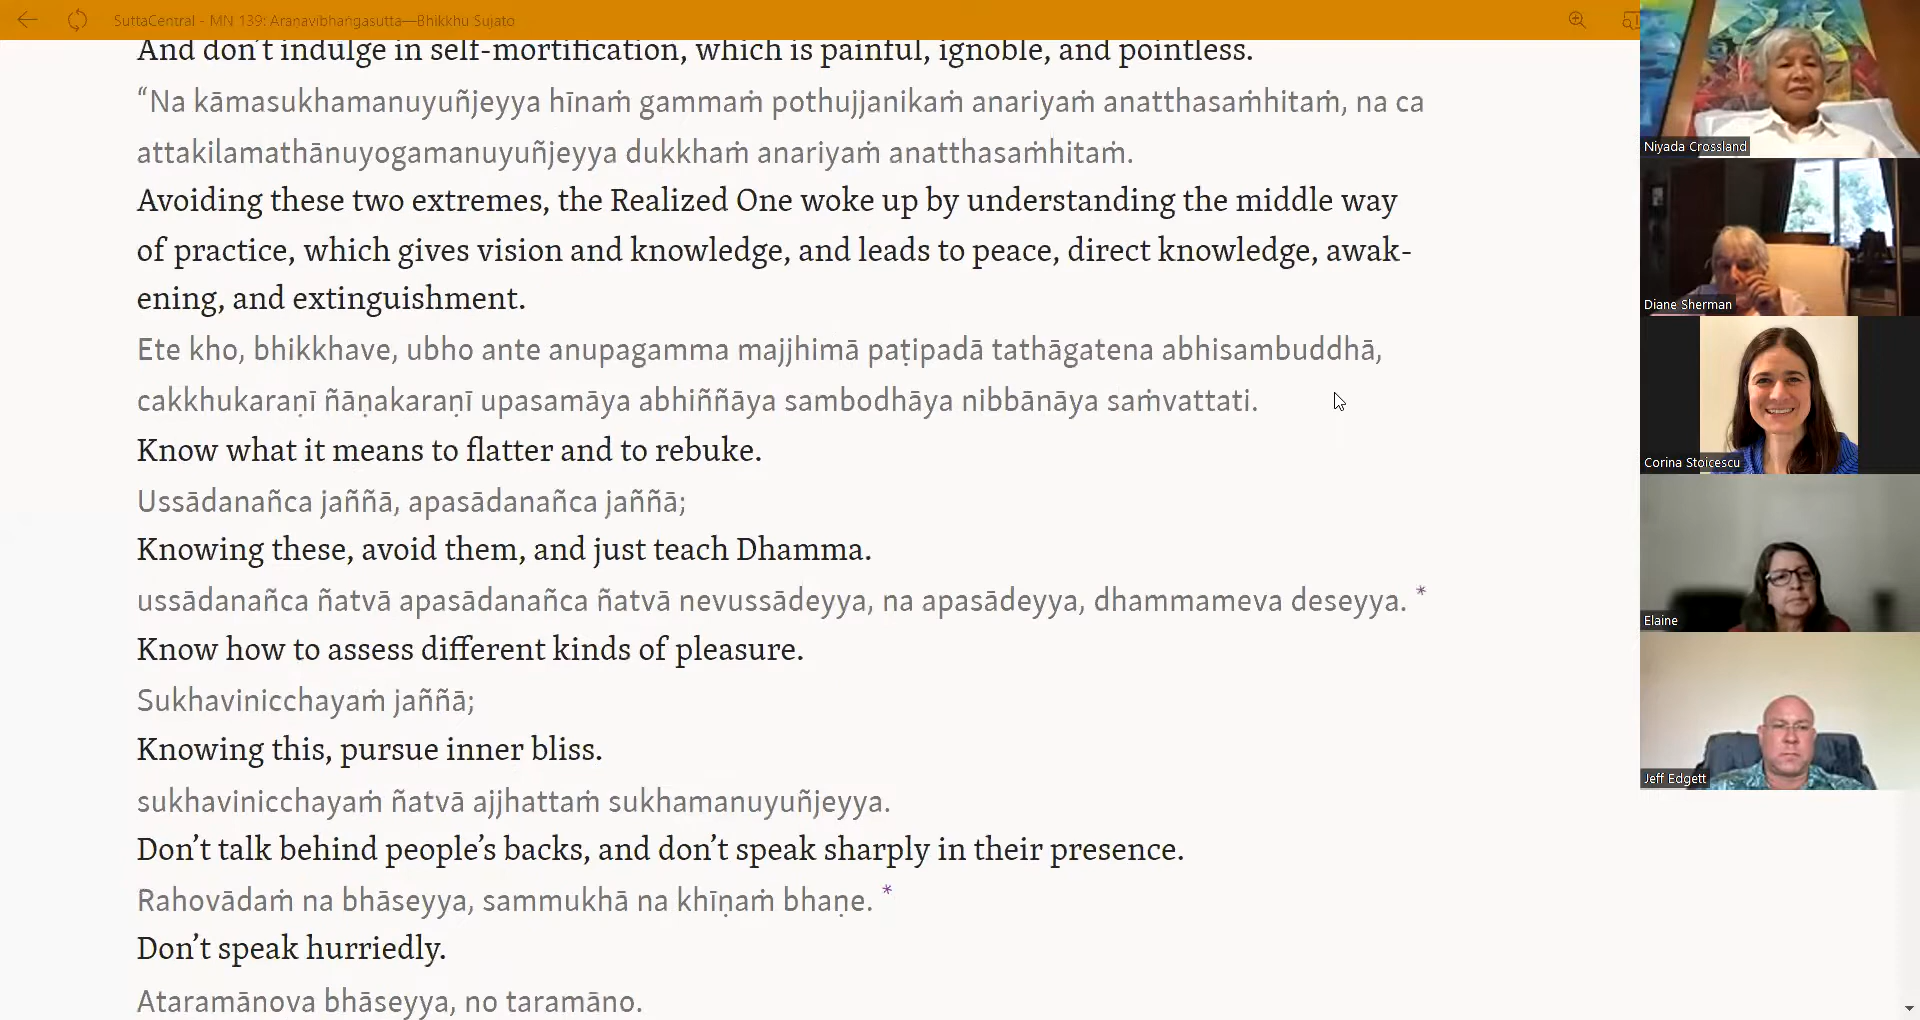 SuttaCentral - MN 139: Araṇavibhaṅgasutta—Bhikkhu Sujato
And don’t indulge in self-mortification, which is painful, ignoble, and pointless.
“Na kāmasukhamanuyuñjeyya hīnaṁ gammaṁ pothujjanikaṁ anariyaṁ anatthasaṁhitaṁ, na ca
attakilamathānuyogamanuyuñjeyya dukkhaṁ anariyaṁ anatthasaṁhitaṁ.
Avoiding these two extremes, the Realized One woke up by understanding the middle way
of practice, which gives vision and knowledge, and leads to peace, direct knowledge, awak-
ening, and extinguishment.
Ete kho, bhikkhave, ubho ante anupagamma majjhimā paṭipadā tathāgatena abhisambuddhā,
cakkhukaraṇī ñāṇakaraṇī upasamāya abhiññāya sambodhāya nibbānāya saṁvattati.
Know what it means to flatter and to rebuke.
Ussādanañca jaññā, apasādanañca jaññā;
Knowing these, avoid them, and just teach Dhamma.
ussādanañca ñatvā apasādanañca ñatvā nevussādeyya, na apasādeyya, dhammameva deseyya. *
Know how to assess different kinds of pleasure.
Sukhavinicchayaṁ jaññā;
Knowing this, pursue inner bliss.
sukhavinicchayaṁ ñatvā ajjhattaṁ sukhamanuyuñjeyya.
Don’t talk behind people’s backs, and don’t speak sharply in their presence.
Rahovādaṁ na bhāseyya, sammukhā na khīṇaṁ bhaṇe. *
Don’t speak hurriedly.
Ataramānova bhāseyya, no taramāno.
Niyada Crossland
Diane Sherman
Corina Stoicescu
Elaine
Jeff Edgett